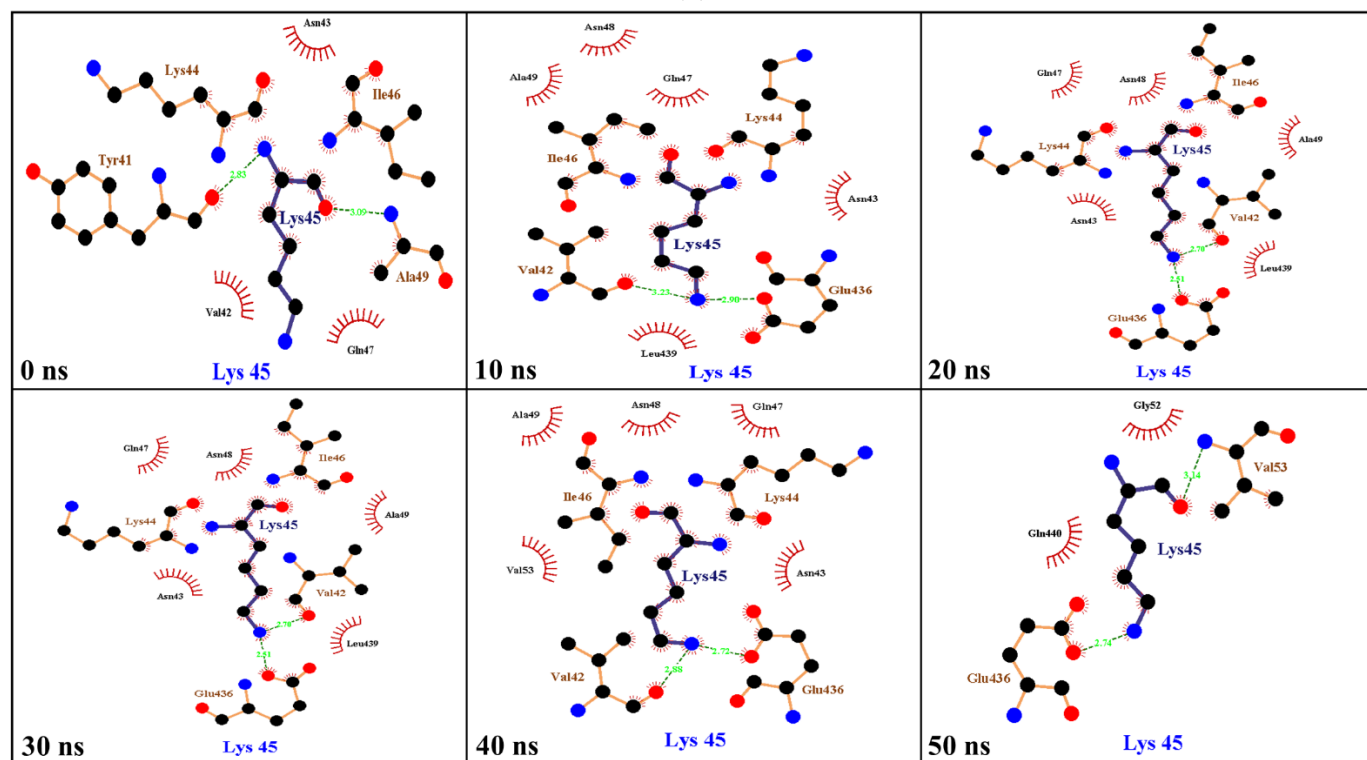 Asn43
Lys44
Ile46
Tyr41
2.83
Lys45
3.09
Ala49
Val42
Gln47
0 ns
Lys 45
Asn48
Ala49
Gln47
Lys44
Ile46
Asn43
Lys45
Val42
3.23
2.90
Glu436
Leu439
10 ns
Lys 45
Ile46
Gln47
Asn48
Ala49
Lys44
Lys45
Asn43
Val42
2.78
Leu439
2.51
Glu436
20 ns
Lys 45
Gln47
Asn48
Ile46
Ala49
Lys44
Lys45
Asn43
Val42
2.78
Leu439
2.51
Glu436
30 ns
Lys 45
Ala49
Asn48
Gln47
Ile46
Lys44
Val53
Lys45
Asn43
Val42
2.88
2.72
Glu436
40 ns
Lys 45
Gly52
3.14
Val53
Gln440
Lys45
2.74
Glu436
50 ns
Lys 45